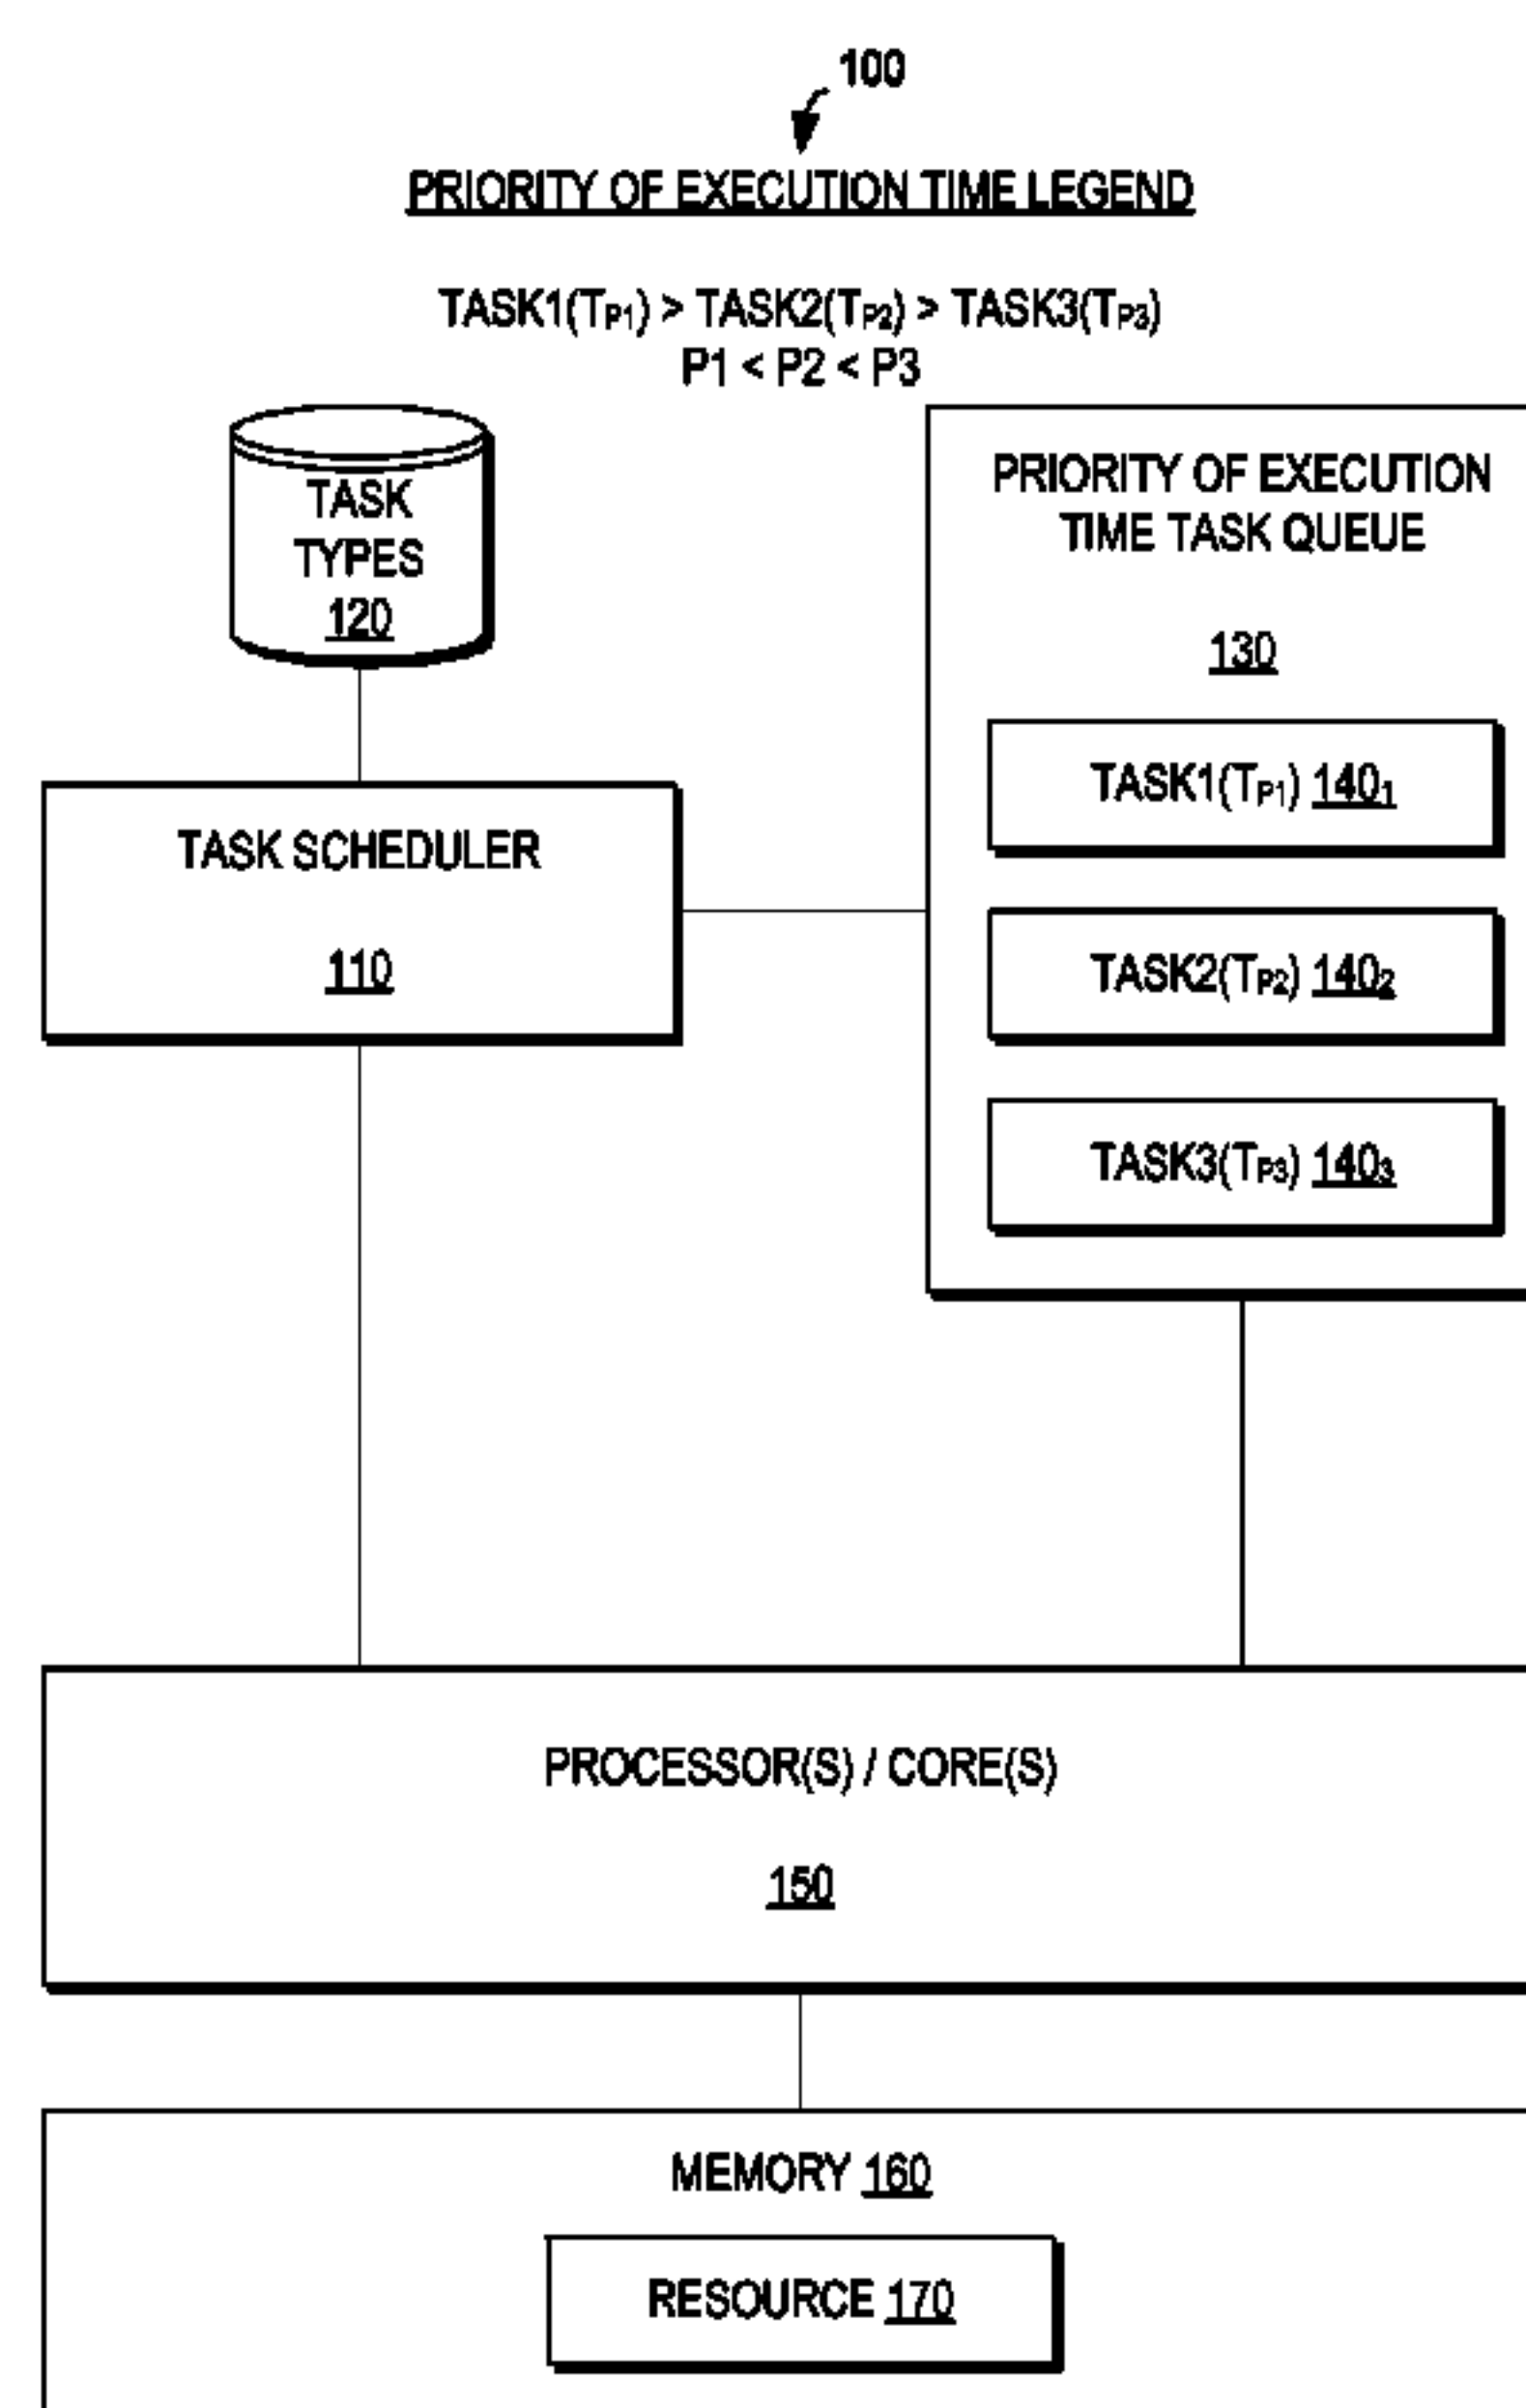 100
PRIORITY OF EXECUTION TIME LEGEND
TASK1(TP1) > TASK2(TP2) > TASK3(TP3)
P1 < P2 < P3
TASK
TYPES
120
PRIORITY OF EXECUTION
TIME TASK QUEUE
130
TASK1(TP1) 1401
TASK SCHEDULER
110
TASK2(TP2) 1402
TASK3(TP3) 1403
PROCESSOR(S) / CORE(S)
150
MEMORY 160
RESOURCE 170